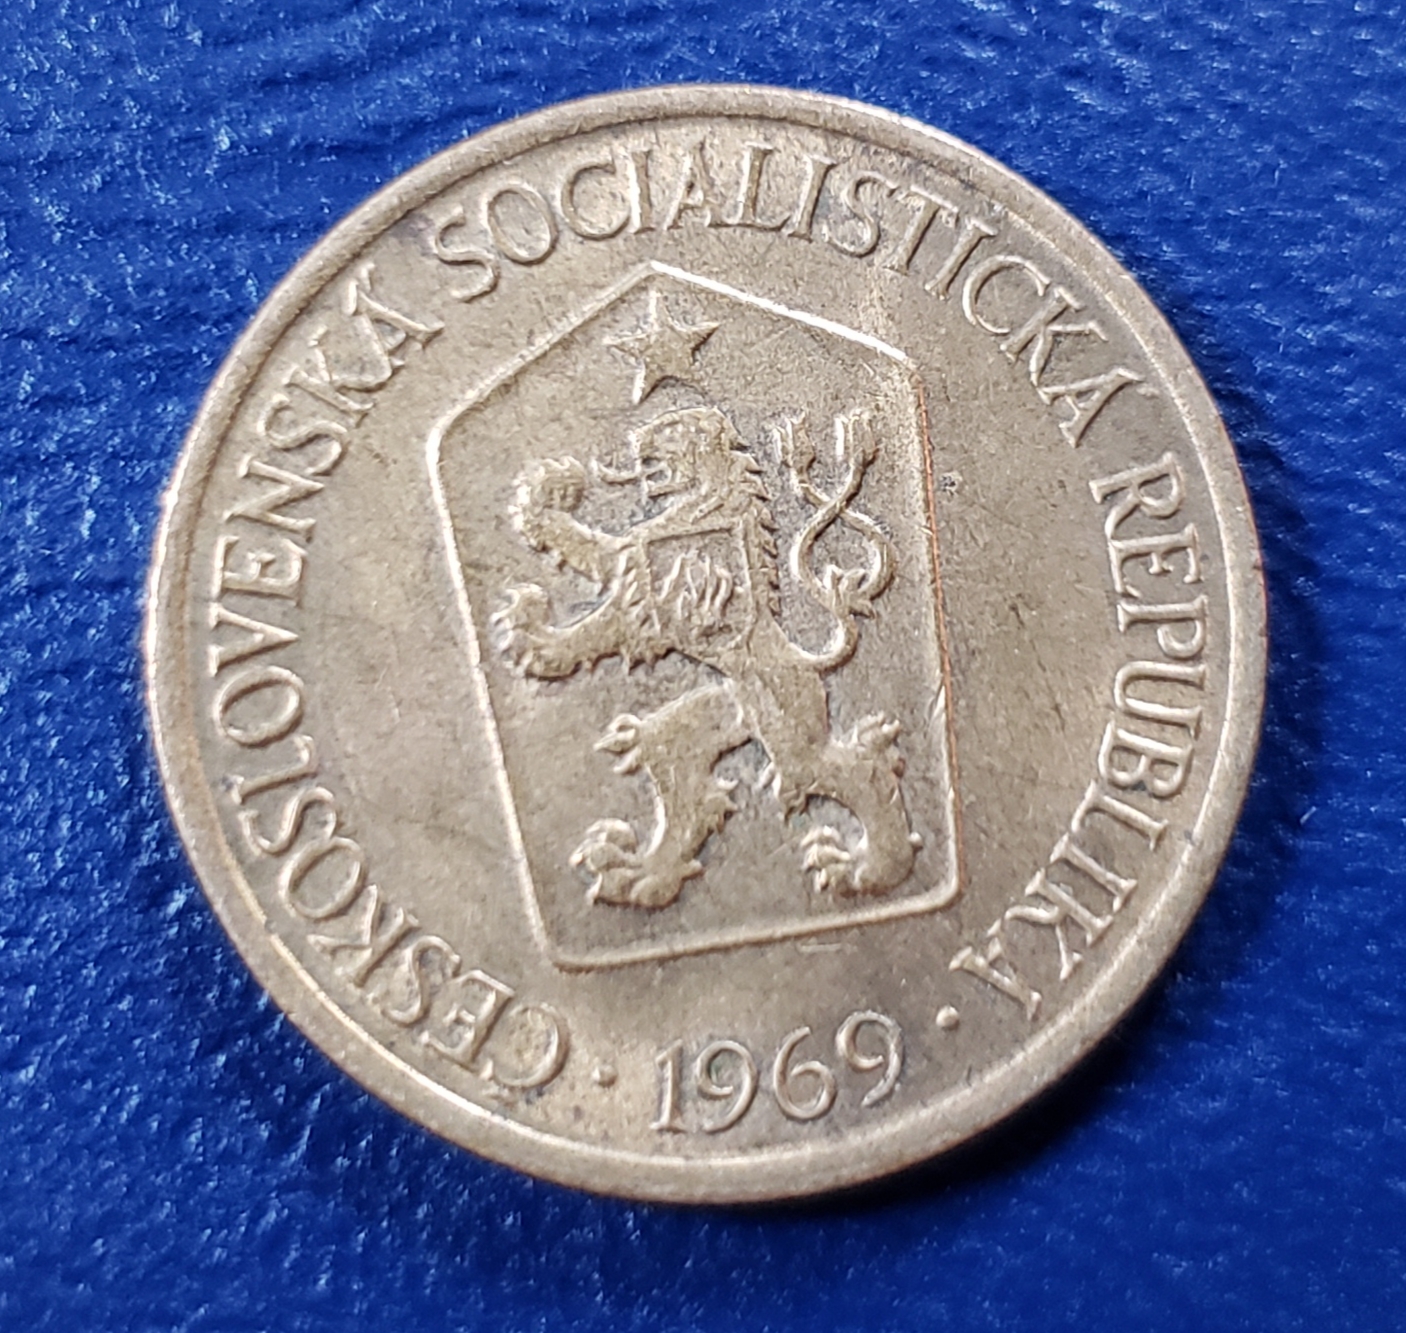 ČESKOSLOVENSKÁ SOCIALISTICKÁ REPUBLIKA
· 1969 ·